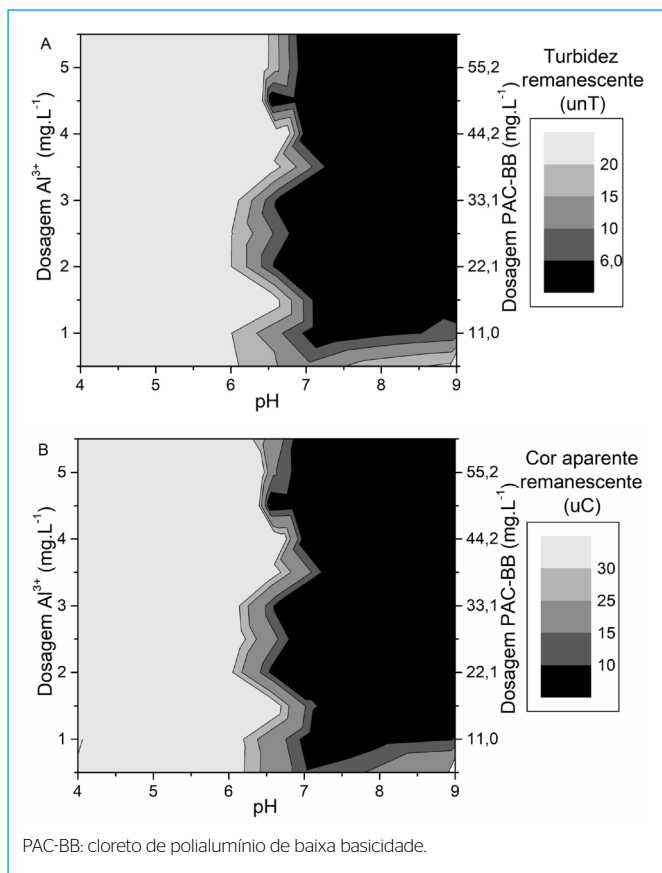 A
Dosagem Al³⁺ (mg.L⁻¹)
5
4
3
2
1
4 5 6 7 8 9
pH
55,2
44,2
33,1
22,1
11,0
Dosagem PAC-BB (mg.L⁻¹)
Turbidez
remanescente
(unT)
20
15
10
6,0
B
Dosagem Al³⁺ (mg.L⁻¹)
5
4
3
2
1
4 5 6 7 8 9
pH
55,2
44,2
33,1
22,1
11,0
Dosagem PAC-BB (mg.L⁻¹)
Cor aparente
remanescente
(uC)
30
25
15
10
PAC-BB: cloreto de polialumínio de baixa basicidade.